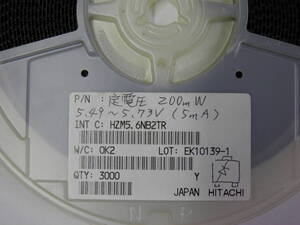 P/N : 定電圧 200mW
5.49～5.73V (5mA)
INT C: HZM5.6NB2TR
W/C: 0K2 LOT: EK10139-1
QTY: 3000 Y
JAPAN HITACHI